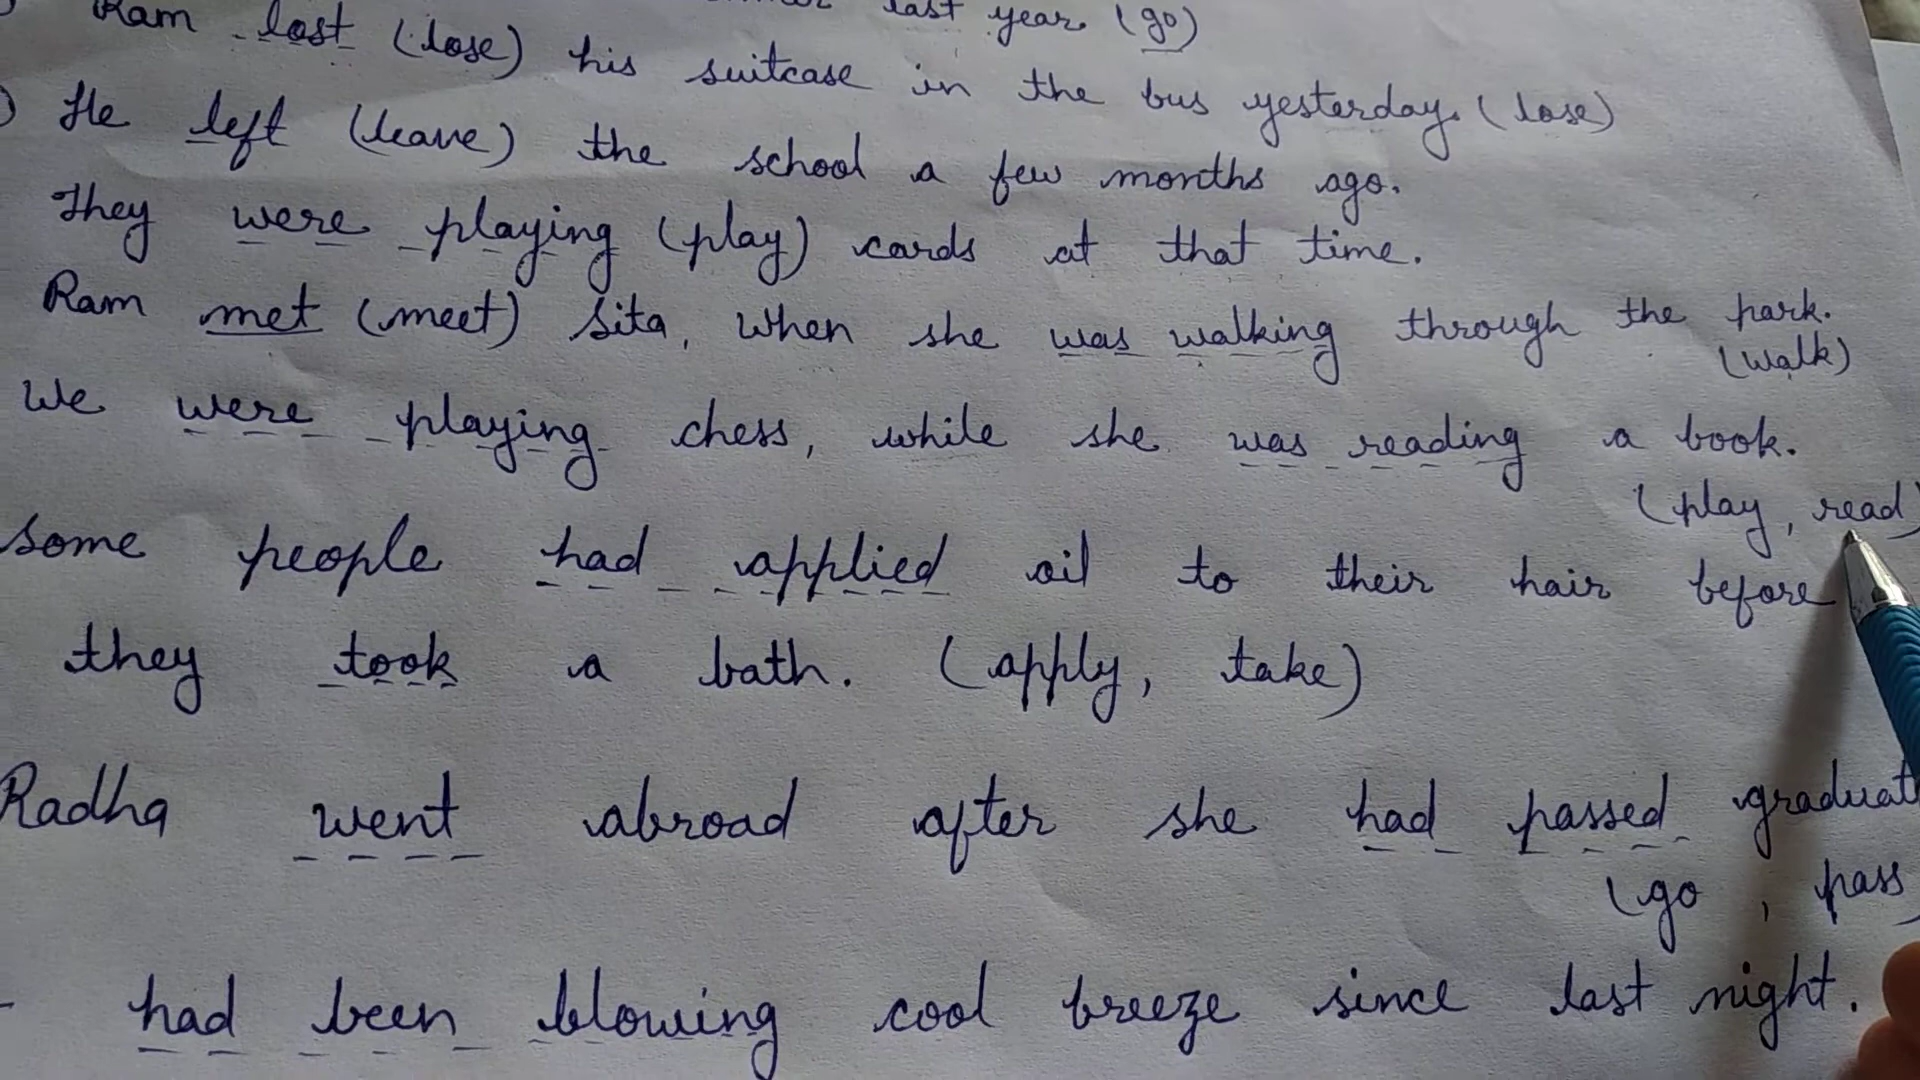 last year. (go)
Ram lost (lose) his suitcase in the bus yesterday. (lose)
He left (leave) the school a few months ago.
They were playing (play) cards at that time.
Ram met (meet) Sita, when she was walking through the park.
(walk)
We were playing chess, while she was reading a book.
(play, read)
Some people had applied oil to their hair before
they took a bath. (apply, take)
Radha went abroad after she had passed graduat
(go, pass)
had been blowing cool breeze since last night.